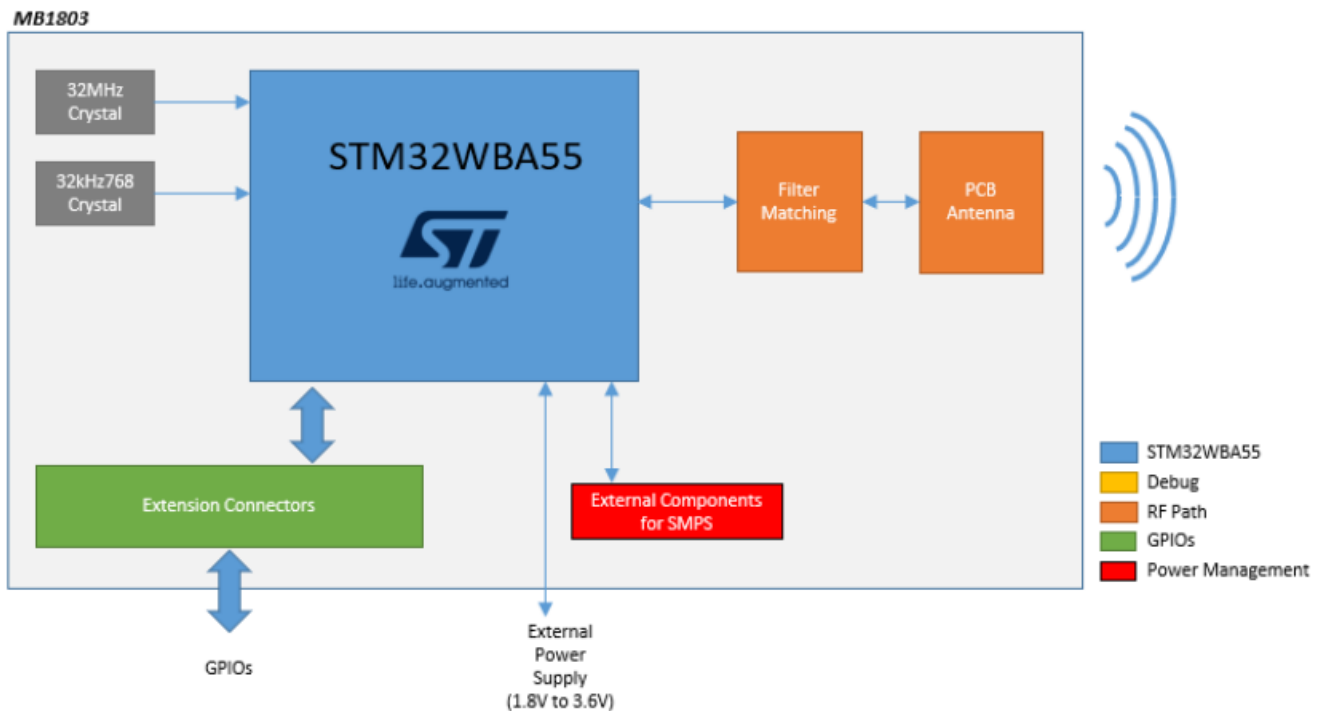 MB1803
32MHz
Crystal
32kHz768
Crystal
STM32WBA55
ST
life.augmented
Filter
Matching
PCB
Antenna
Extension Connectors
External Components
for SMPS
GPIOs
External
Power
Supply
(1.8V to 3.6V)
STM32WBA55
Debug
RF Path
GPIOs
Power Management